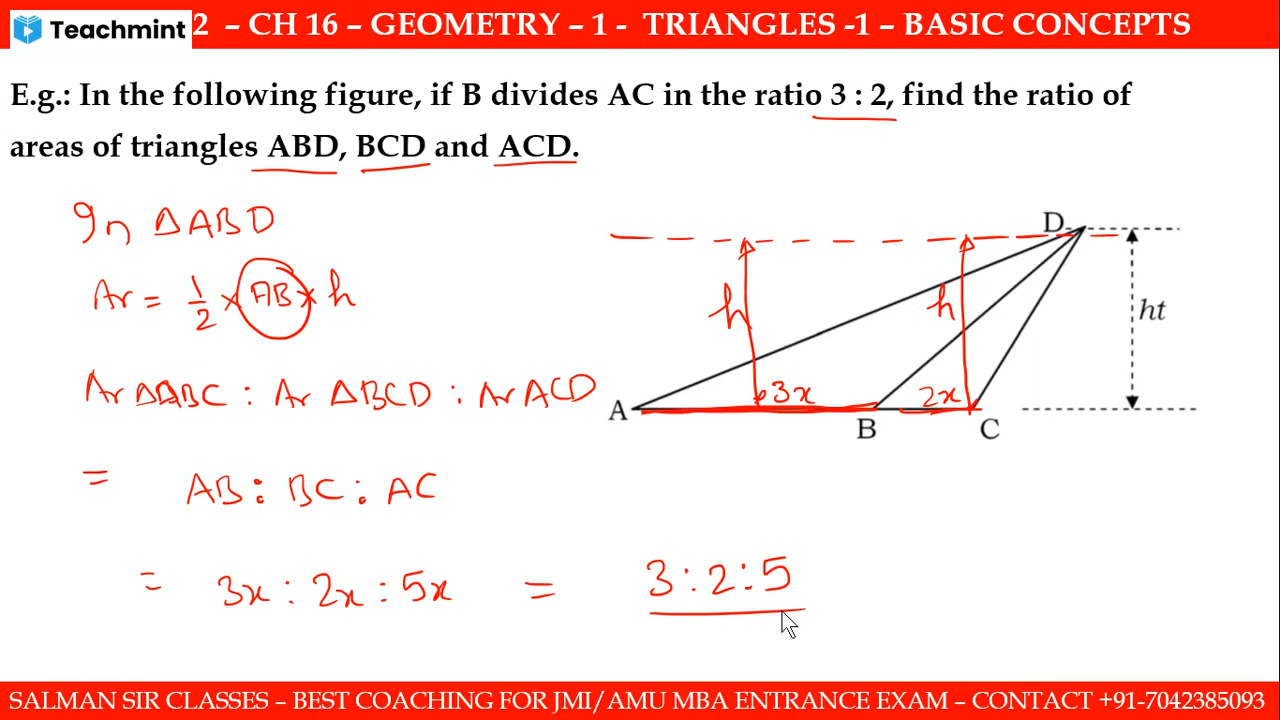 Teachmint 2 – CH 16 – GEOMETRY – 1 - TRIANGLES -1 – BASIC CONCEPTS
E.g.: In the following figure, if B divides AC in the ratio 3 : 2, find the ratio of
areas of triangles ABD, BCD and ACD.
In △ABD
Ar = 1/2 × AB × h
Ar △ABC : Ar △BCD : Ar ACD
= AB : BC : AC
= 3x : 2x : 5x = 3:2:5
D
h
h
ht
3x
2x
A
B
C
SALMAN SIR CLASSES – BEST COACHING FOR JMI/AMU MBA ENTRANCE EXAM – CONTACT +91-7042385093